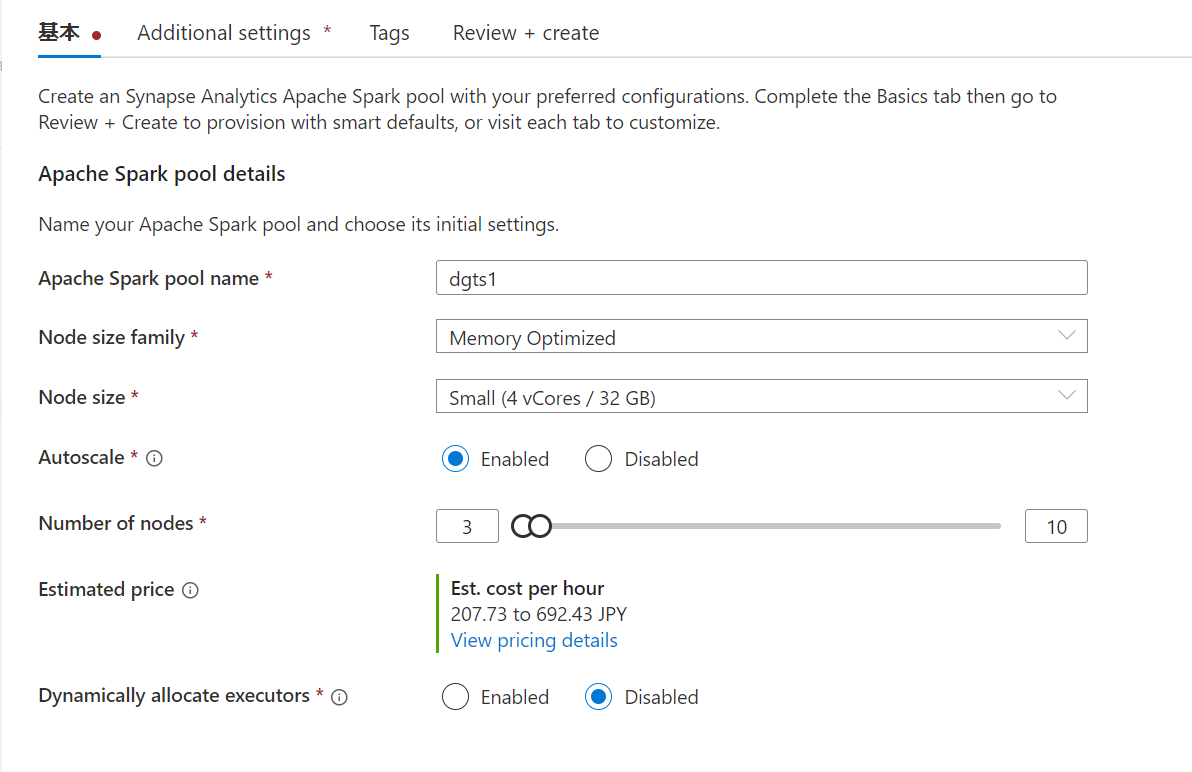 基本 Additional settings * Tags Review + create
Create an Synapse Analytics Apache Spark pool with your preferred configurations. Complete the Basics tab then go to
Review + Create to provision with smart defaults, or visit each tab to customize.
Apache Spark pool details
Name your Apache Spark pool and choose its initial settings.
Apache Spark pool name * dgts1
Node size family * Memory Optimized
Node size * Small (4 vCores / 32 GB)
Autoscale * Enabled Disabled
Number of nodes * 3 10
Estimated price Est. cost per hour
207.73 to 692.43 JPY
View pricing details
Dynamically allocate executors * Enabled Disabled